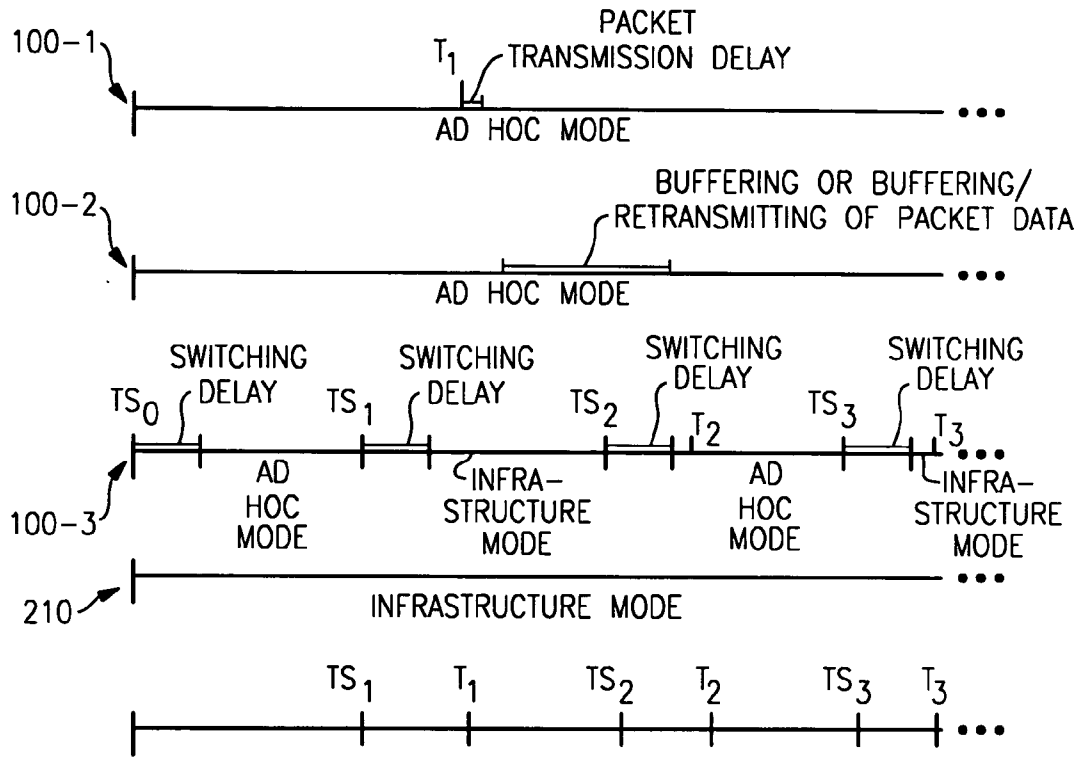 100-1
T1
PACKET
TRANSMISSION DELAY
AD HOC MODE
100-2
BUFFERING OR BUFFERING/
RETRANSMITTING OF PACKET DATA
AD HOC MODE
100-3
TS0
SWITCHING
DELAY
AD
HOC
MODE
TS1
SWITCHING
DELAY
INFRA-
STRUCTURE
MODE
TS2
SWITCHING
DELAY
T2
AD
HOC
MODE
TS3
SWITCHING
DELAY
T3
INFRA-
STRUCTURE
MODE
210
INFRASTRUCTURE MODE
TS1 T1 TS2 T2 TS3 T3